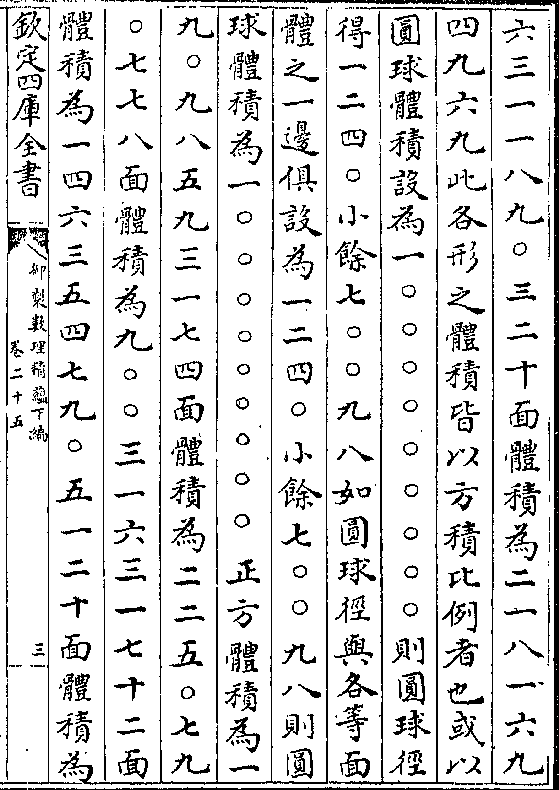 六三一一八九〇三二十面體積為二一八一六九
四九六九此各形之體積皆以方積比例者也或以
圓球體積設為一〇〇〇〇〇〇〇〇〇則圓球徑
得一二四〇小餘七〇〇九八如圓球徑與各等面
體之一邊俱設為一二四〇小餘七〇〇九八則圓
球體積為一〇〇〇〇〇〇〇〇〇正方體積為一
九〇九八五九三一七四面體積為二二五〇七九
〇七七八面體積為九〇〇三一六三一七十二面
體積為一四六三五四七九〇五一二十面體積為
欽定四庫全書
御製數理精蘊下編
卷二十五
三